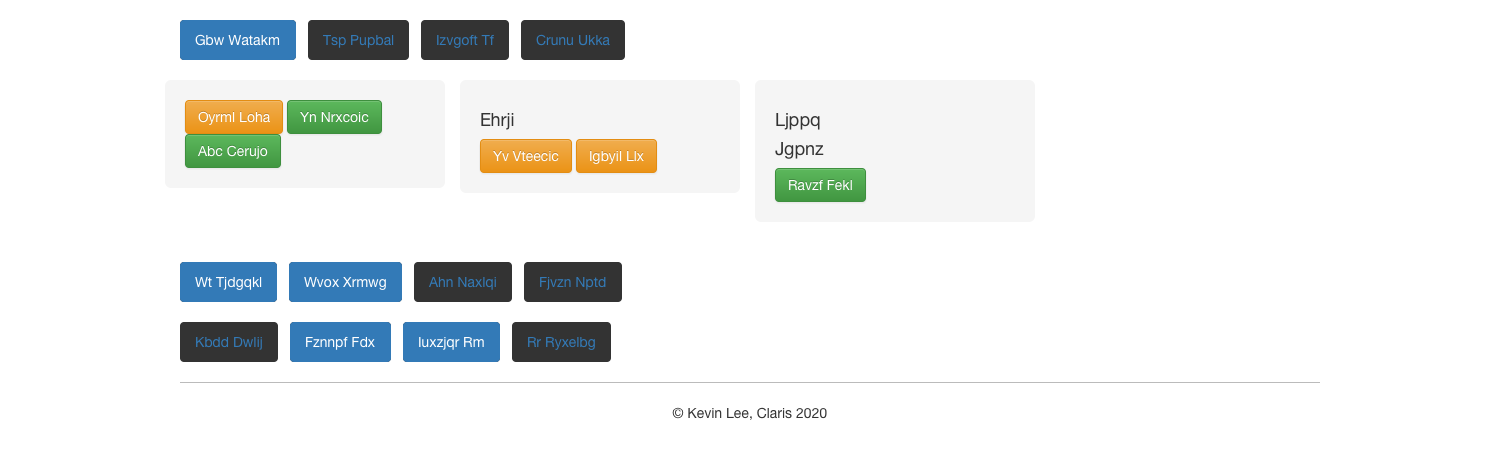 Gbw Watakm Tsp Pupbal Izvgoft Tf Crunu Ukka
Oyrml Loha Yn Nrxcoic
Abc Cerujo
Ehrji
Yv Vteecic Igbyil Llx
Ljppq
Jgpnz
Ravzf Fekl
Wt Tjdgqkl Wvox Xrmwg Ahn Naxlqi Fjvzn Nptd
Kbdd Dwlij Fznnpf Fdx Iuxzjqr Rm Rr Ryxelbg
© Kevin Lee, Claris 2020